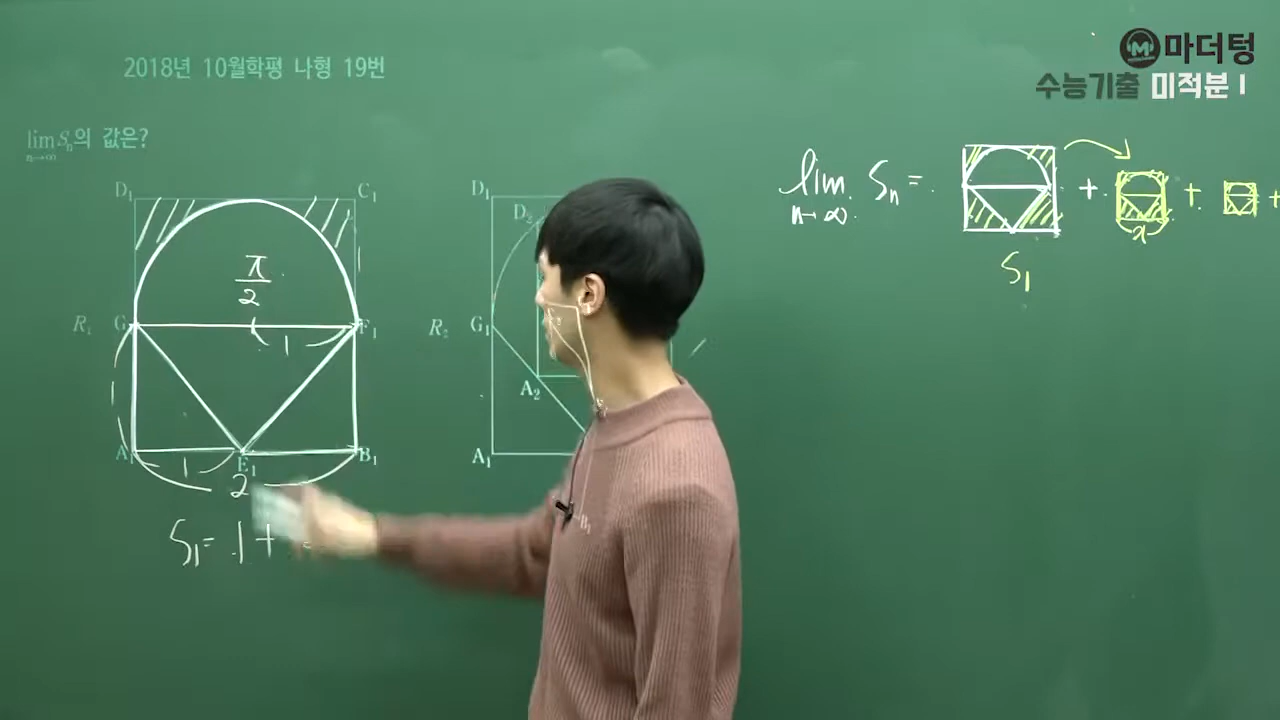 마더텅
수능기출 미적분 I
2018년 10월학평 나형 19번
lim Sₙ의 값은?
n→∞
D₁ C₁
π/2
R₁ G₁ F₁
1
A₁ E₁ B₁
1
2
S₁= 1+
D₁
D₂
R₂ G₁
A₂
A₁
B₁
lim Sₙ = + + +
n→∞
x
S₁